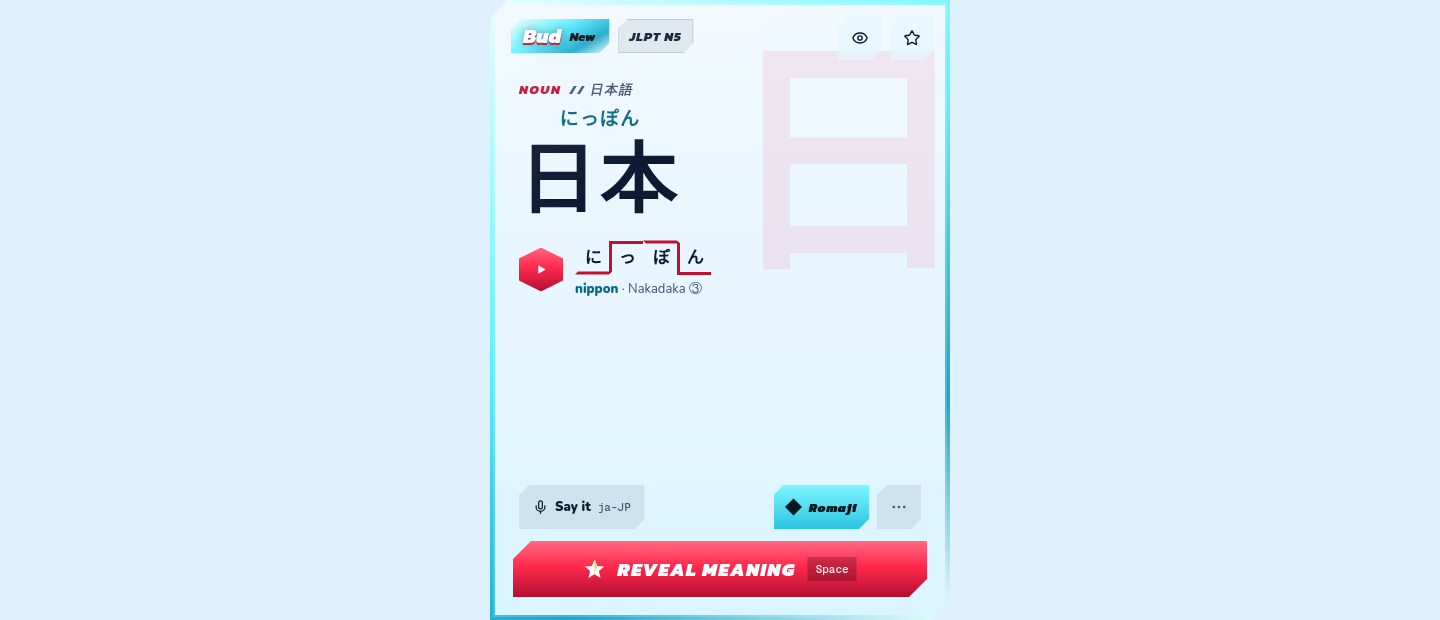 Bud New JLPT N5
NOUN // 日本語
にっぽん
日本
日
にっぽん
nippon · Nakadaka ③
Say it ja-JP
Romaji
REVEAL MEANING Space